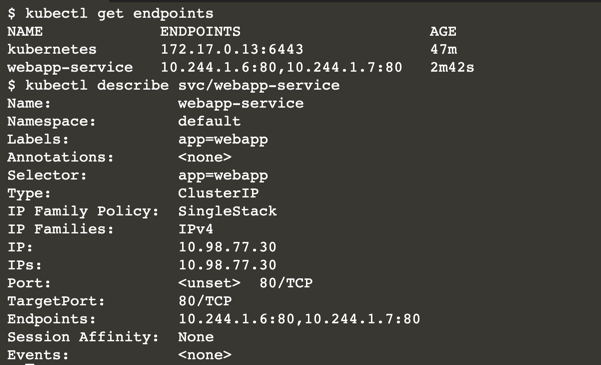 $ kubectl get endpoints
NAME              ENDPOINTS                       AGE
kubernetes        172.17.0.13:6443                47m
webapp-service    10.244.1.6:80,10.244.1.7:80     2m42s
$ kubectl describe svc/webapp-service
Name:              webapp-service
Namespace:         default
Labels:            app=webapp
Annotations:       <none>
Selector:          app=webapp
Type:              ClusterIP
IP Family Policy:  SingleStack
IP Families:       IPv4
IP:                10.98.77.30
IPs:               10.98.77.30
Port:              <unset>  80/TCP
TargetPort:        80/TCP
Endpoints:         10.244.1.6:80,10.244.1.7:80
Session Affinity:  None
Events:            <none>